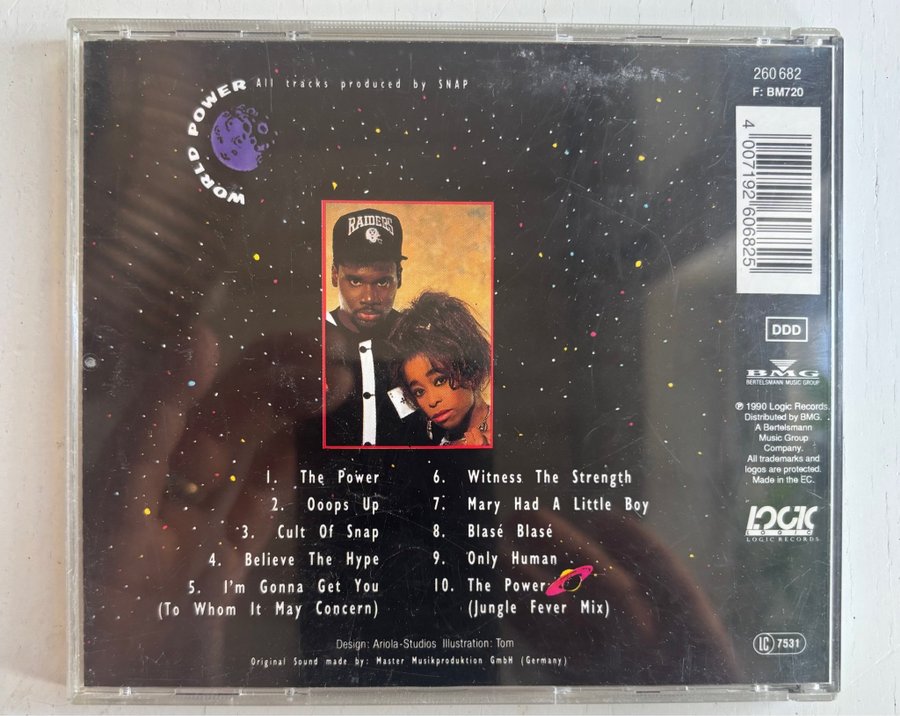 WORLD POWER
All tracks produced by SNAP
RAIDERS
1. The Power
2. Ooops Up
3. Cult Of Snap
4. Believe The Hype
5. I'm Gonna Get You
(To Whom It May Concern)
6. Witness The Strength
7. Mary Had A Little Boy
8. Blasé Blasé
9. Only Human
10. The Power
(Jungle Fever Mix)
Design: Ariola-Studios Illustration: Tom
Original Sound made by: Master Musikproduktion GmbH (Germany)
260 682
F: BM720
4 007192 606825
DDD
BMG
BERTELSMANN MUSIC GROUP
℗ 1990 Logic Records.
Distributed by BMG.
A Bertelsmann
Music Group
Company.
All trademarks and
logos are protected.
Made in the EC.
LOGIC
LOGIC
LOGIC RECORDS
LC 7531